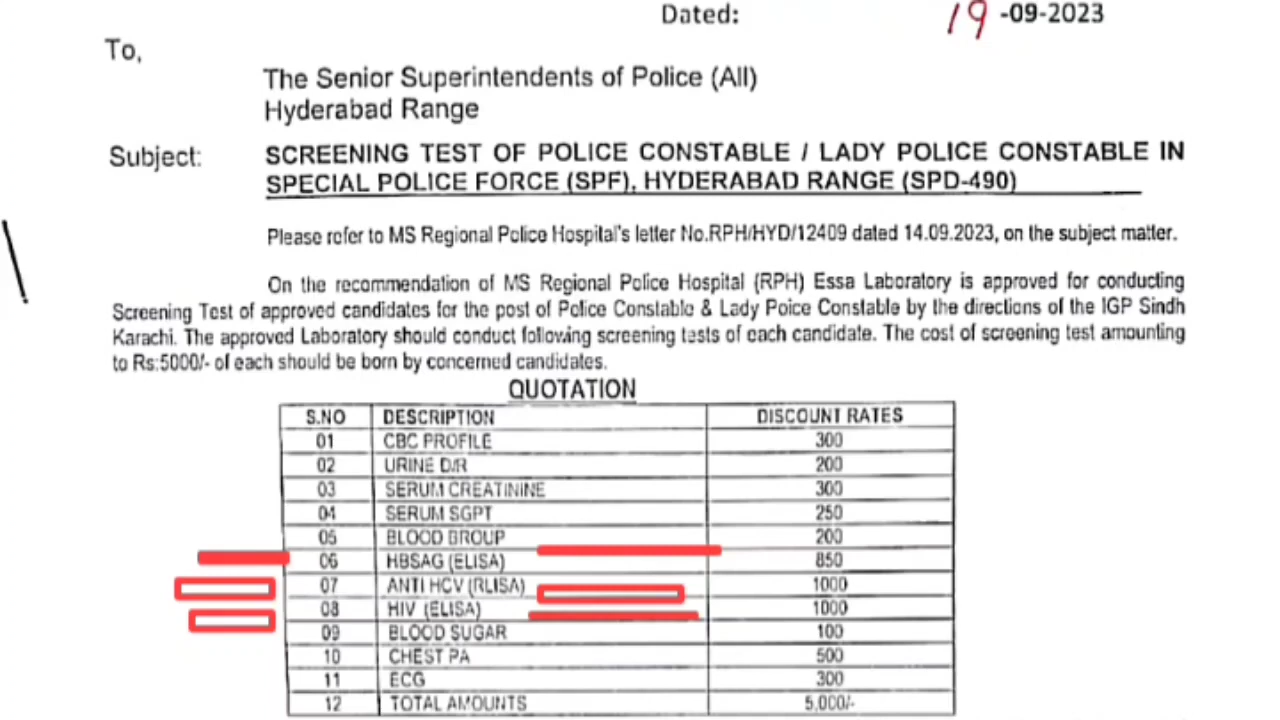 Dated: 19 -09-2023
To,
The Senior Superintendents of Police (All)
Hyderabad Range
Subject: SCREENING TEST OF POLICE CONSTABLE / LADY POLICE CONSTABLE IN
SPECIAL POLICE FORCE (SPF), HYDERABAD RANGE (SPD-490)
Please refer to MS Regional Police Hospital's letter No.RPH/HYD/12409 dated 14.09.2023, on the subject matter.
On the recommendation of MS Regional Police Hospital (RPH) Essa Laboratory is approved for conducting
Screening Test of approved candidates for the post of Police Constable & Lady Poice Constable by the directions of the IGP Sindh
Karachi. The approved Laboratory should conduct following screening tests of each candidate. The cost of screening test amounting
to Rs:5000/- of each should be born by concerned candidates.
QUOTATION
S.NO DESCRIPTION DISCOUNT RATES
01 CBC PROFILE 300
02 URINE D/R 200
03 SERUM CREATININE 300
04 SERUM SGPT 250
05 BLOOD BROUP 200
06 HBSAG (ELISA) 850
07 ANTI HCV (RLISA) 1000
08 HIV (ELISA) 1000
09 BLOOD SUGAR 100
10 CHEST PA 500
11 ECG 300
12 TOTAL AMOUNTS 5,000/-